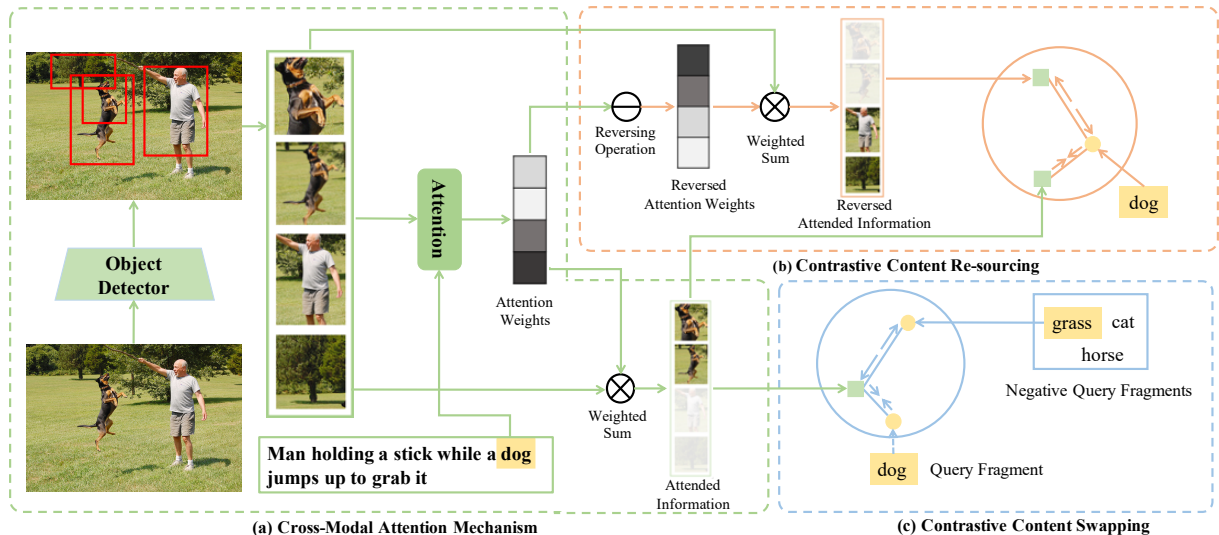 Object
Detector
Attention
Attention
Weights
Man holding a stick while a dog
jumps up to grab it
Weighted
Sum
Attended
Information
(a) Cross-Modal Attention Mechanism
Reversing
Operation
Reversed
Attention Weights
Weighted
Sum
Reversed
Attended Information
dog
(b) Contrastive Content Re-sourcing
grass cat
horse
Negative Query Fragments
dog Query Fragment
(c) Contrastive Content Swapping